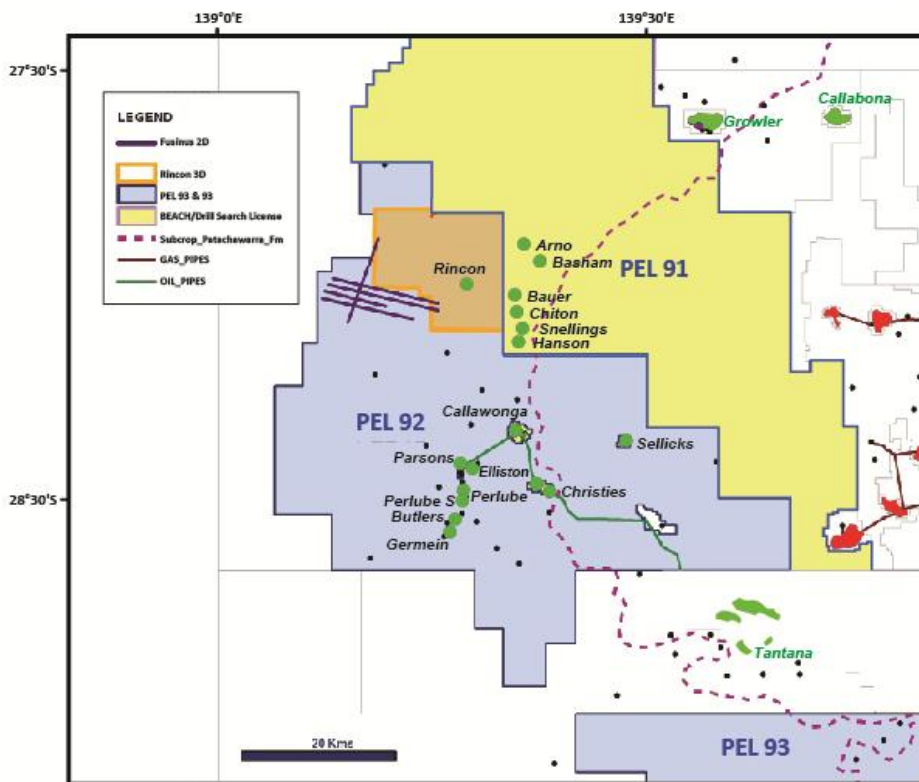 139°0'E
139°30'E
27°30'S
LEGEND
Fusinus 2D
Rincon 3D
PEL 93 & 93
BEACH/Drill Search License
Subcrop_Patachawarra_Fm
GAS_PIPES
OIL_PIPES
Growler
Callabona
Rincon
Arno
Basham
PEL 91
Bauer
Chiton
Snellings
Hanson
PEL 92
Callawonga
Sellicks
Parsons
Elliston
28°30'S
Perlube S
Perlube
Christies
Butlers
Germein
Tantana
20 Kms
PEL 93